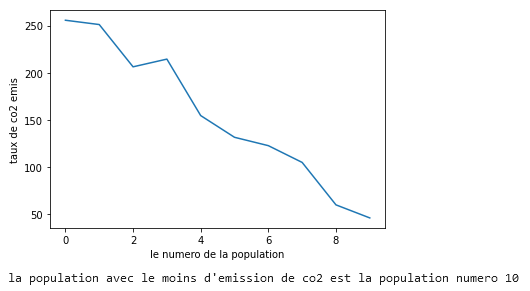 250
200
150
100
50
taux de co2 emis
0 2 4 6 8
le numero de la population
la population avec le moins d'emission de co2 est la population numero 10